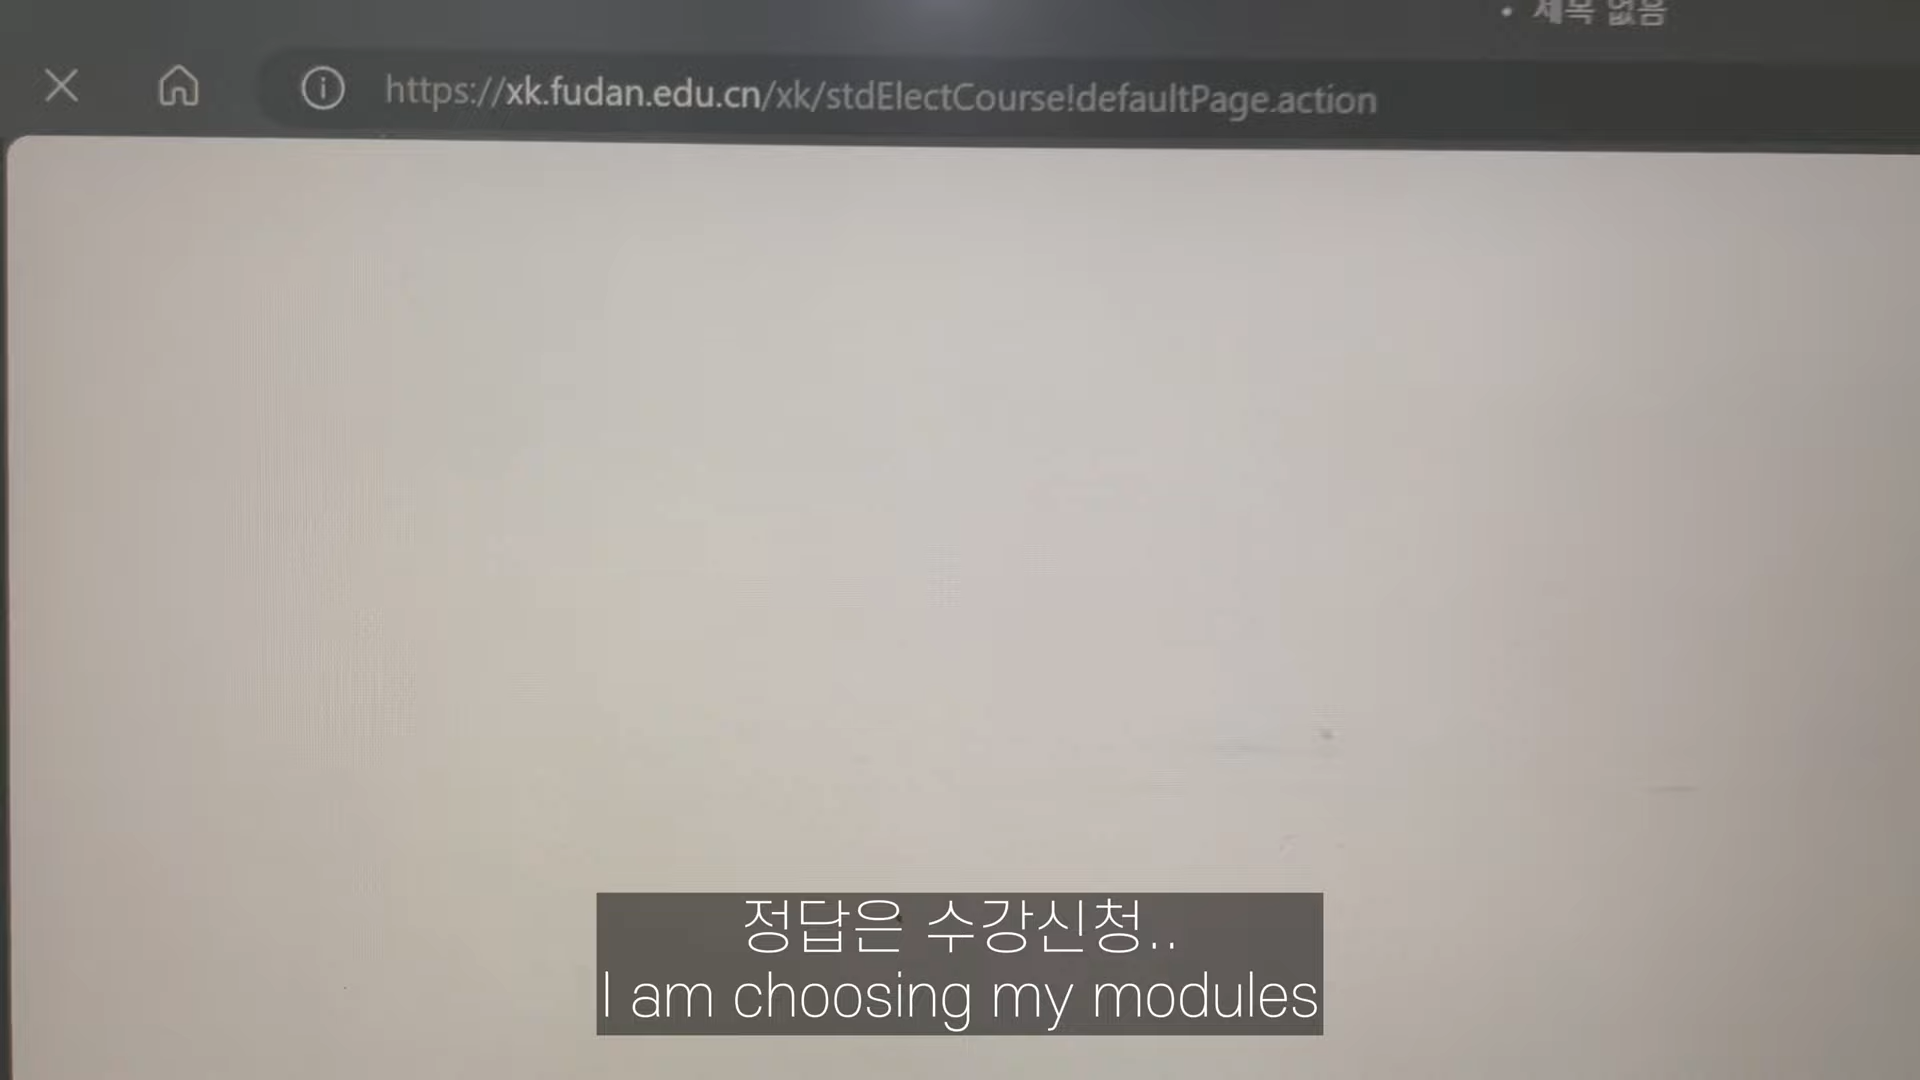 • 제목 없음
https://xk.fudan.edu.cn/xk/stdElectCourse!defaultPage.action
정답은 수강신청..
I am choosing my modules